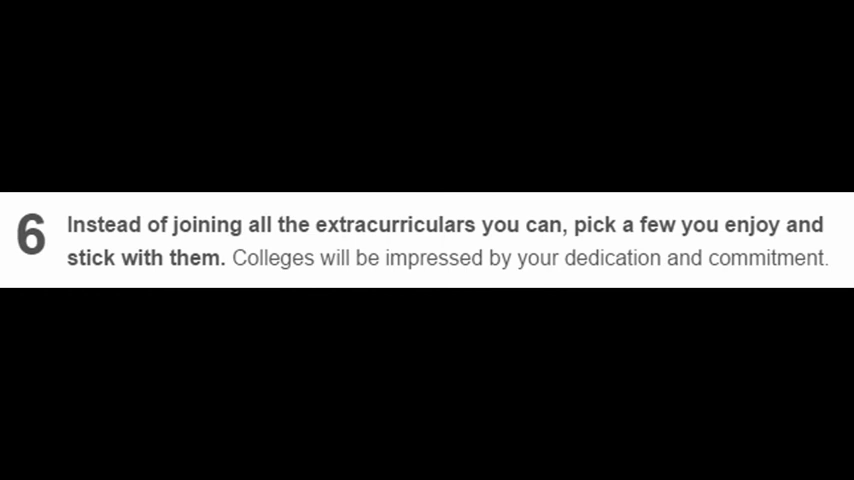 6 Instead of joining all the extracurriculars you can, pick a few you enjoy and
stick with them. Colleges will be impressed by your dedication and commitment.